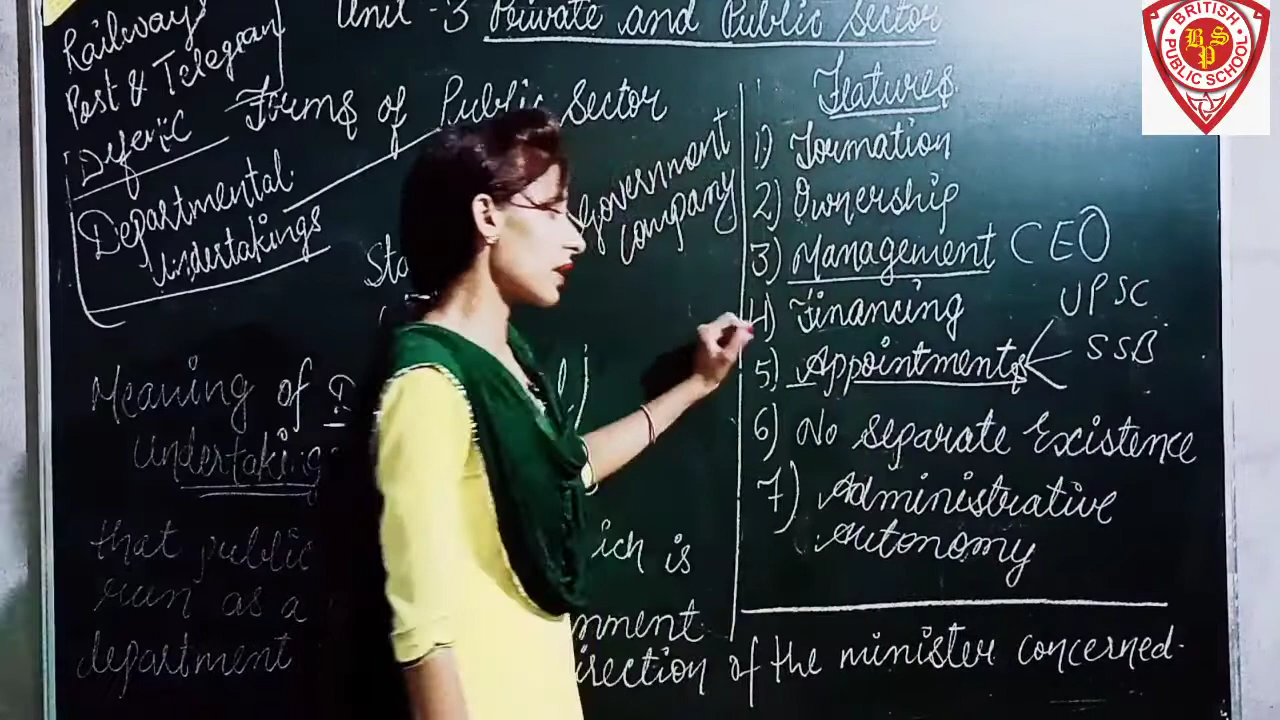 Unit - 3 Private and Public Sector
Railways
Post & Telegram
Forms of Public Sector
Departmental
Undertakings
Government
Company
Meaning of
Undertaking
that public ich is
run as a nment
department irection of the minister concerned.
Features
1) Formation
2) Ownership
3) Management CEO
4) Financing
5) Appointments UPSC
SSB
6) No Separate Existence
7) Administrative
Autonomy
BRITISH
PUBLIC SCHOOL
BPS